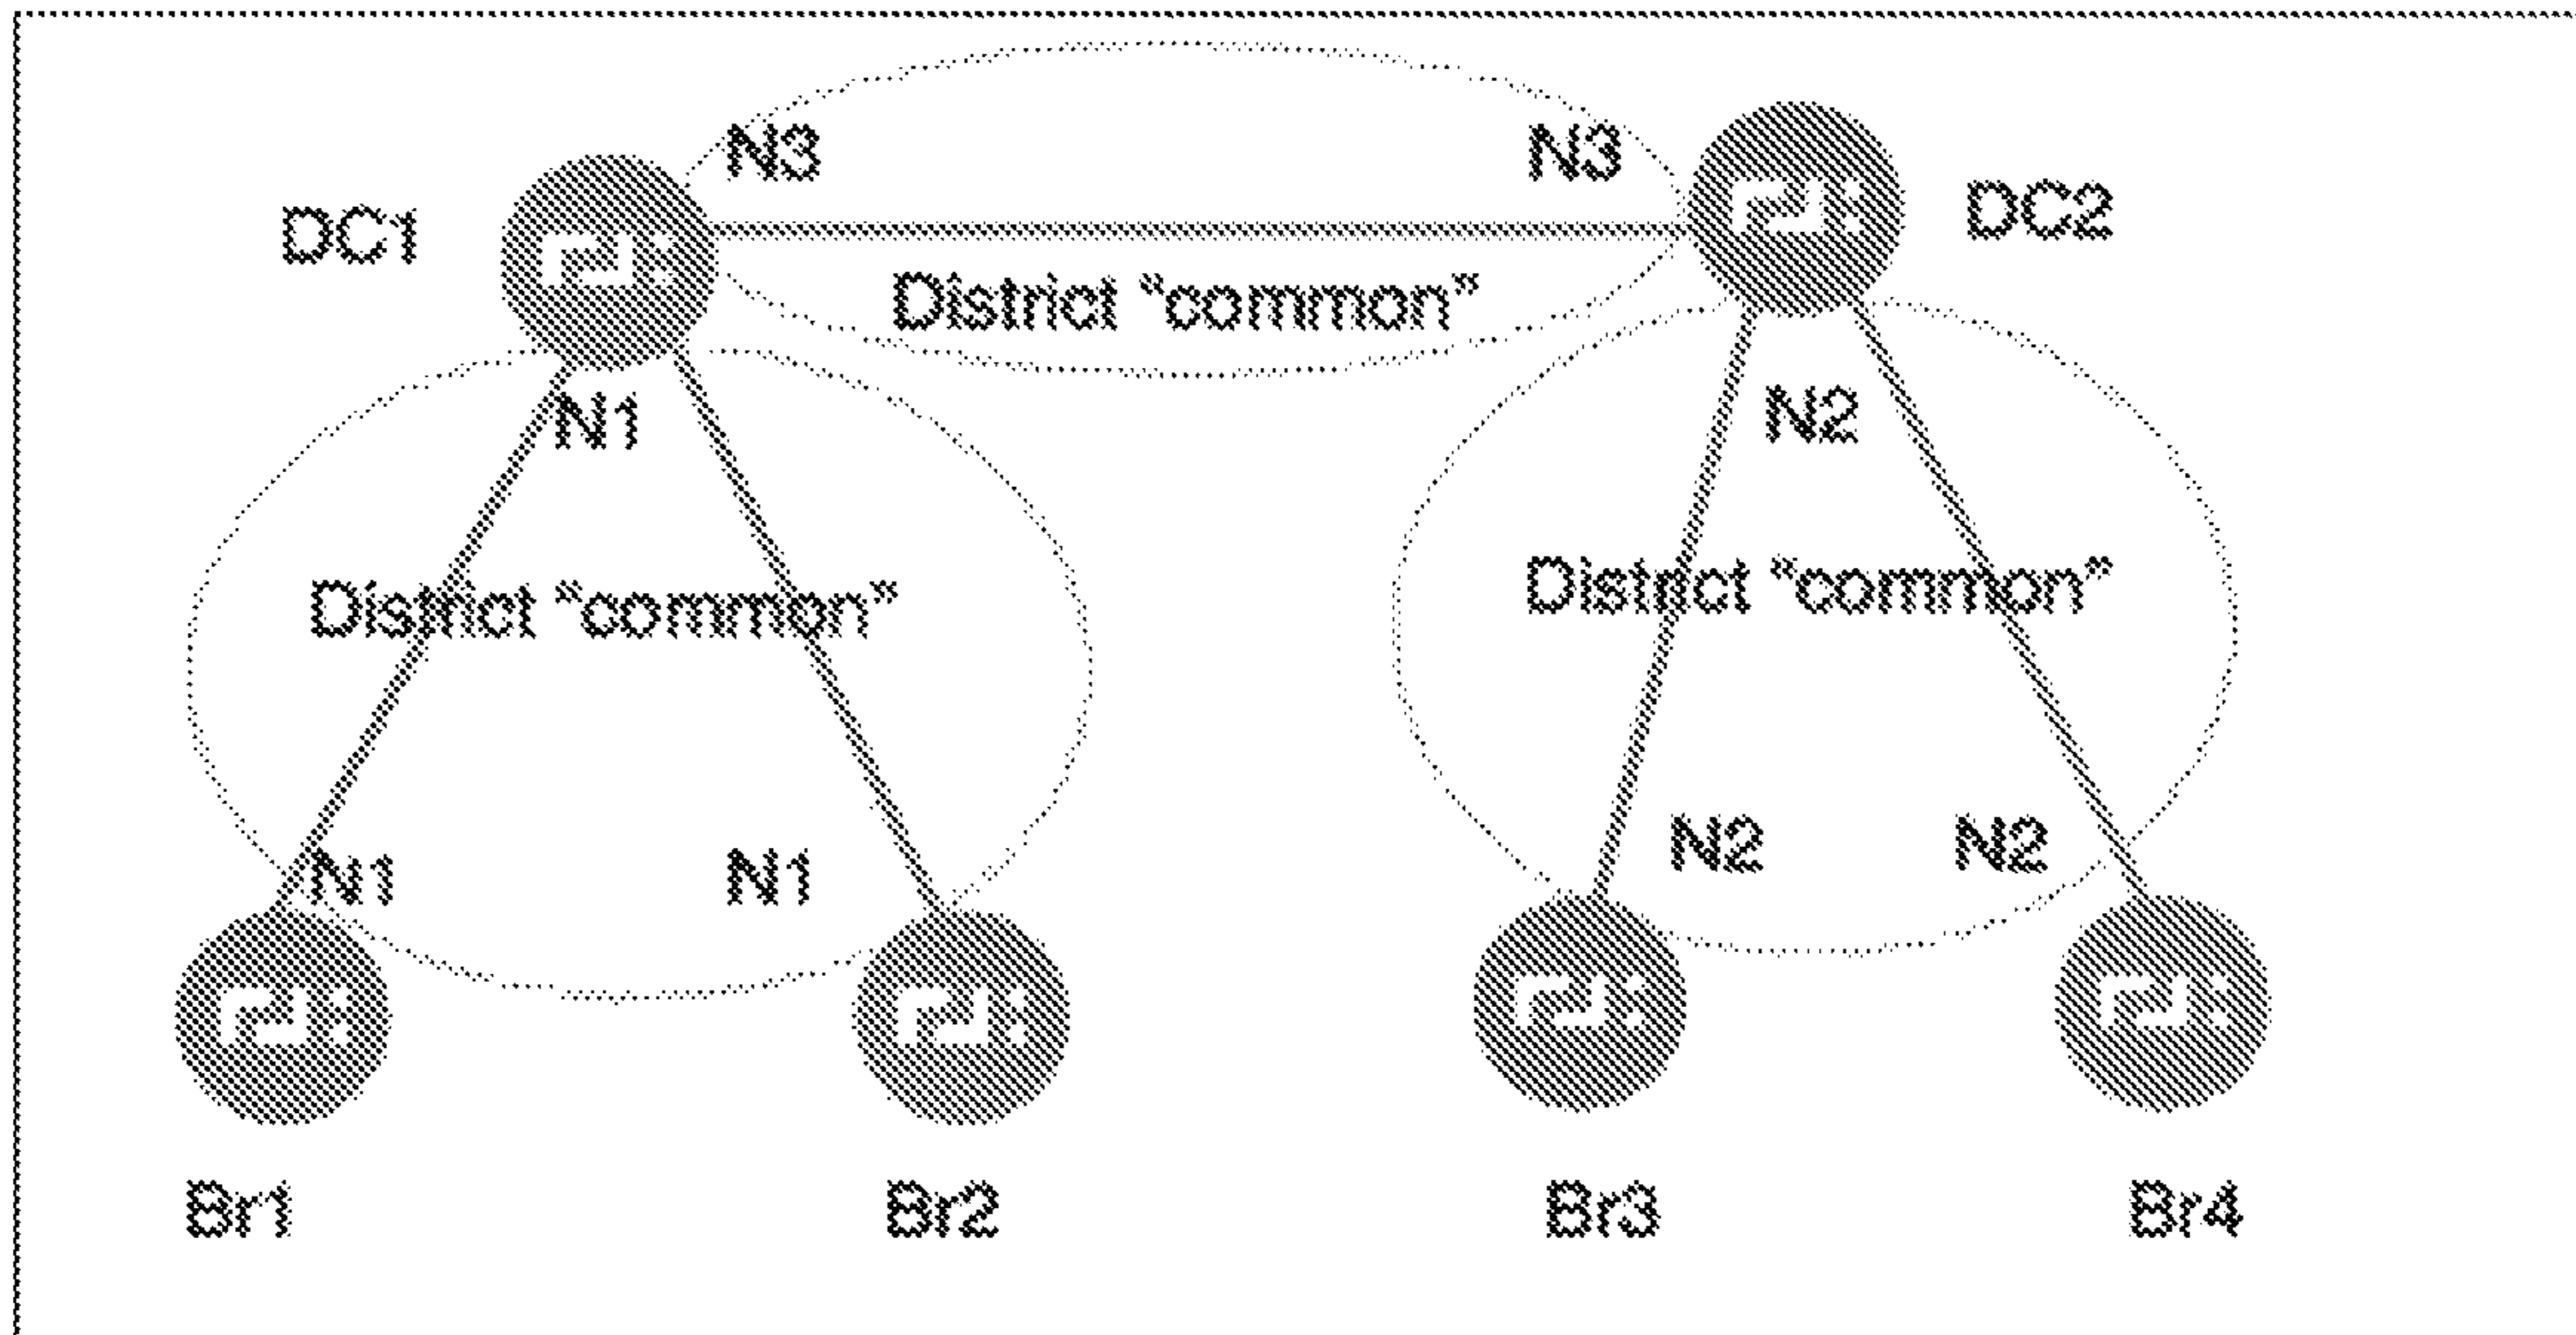 N3
N3
DC1
DC2
District “common”
N1
N2
District “common”
District “common”
N1
N1
N2
N2
Br1
Br2
Br3
Br4